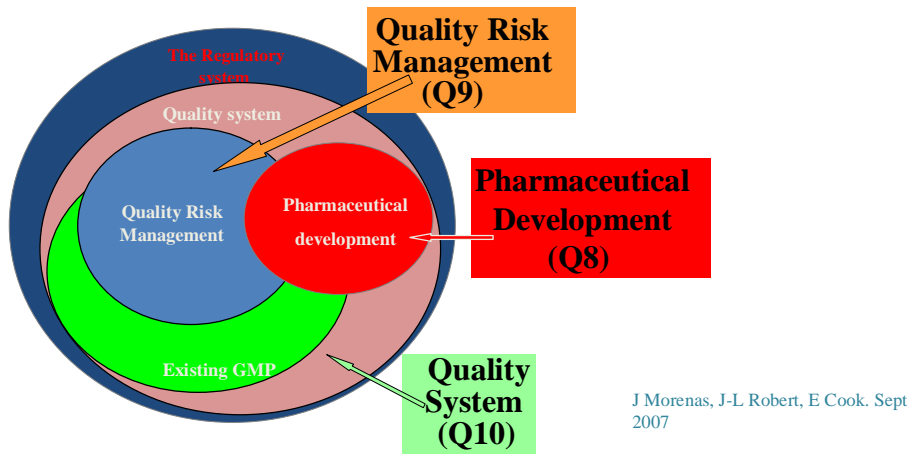 Quality Risk
Management
(Q9)
The Regulatory
system
Quality system
Quality Risk
Management
Pharmaceutical
development
Pharmaceutical
Development
(Q8)
Existing GMP
Quality
System
(Q10)
J Morenas, J-L Robert, E Cook. Sept
2007